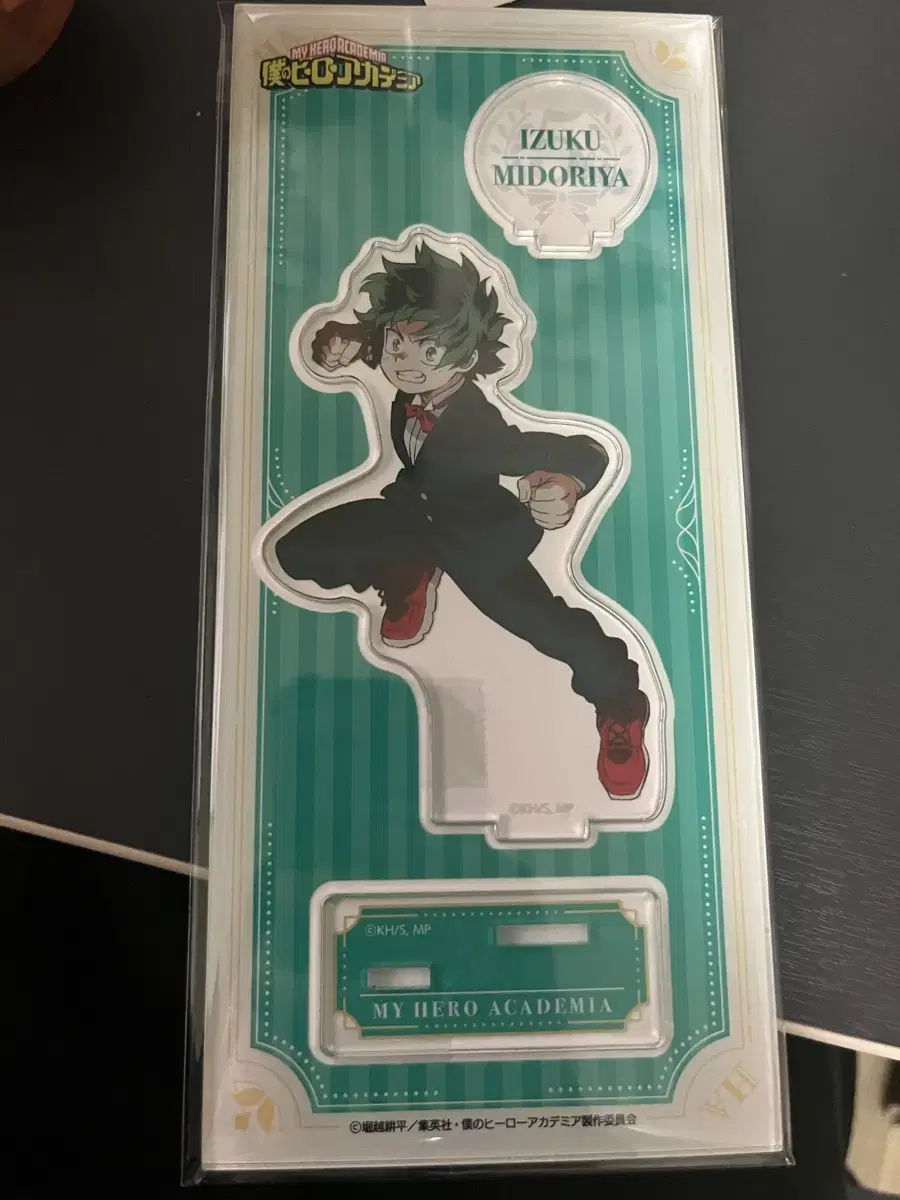 MY HERO ACADEMIA
僕のヒーローアカデミア
IZUKU
MIDORIYA
©KH/S, MP
©KH/S, MP
MY HERO ACADEMIA
HA
©堀越耕平／集英社・僕のヒーローアカデミア製作委員会